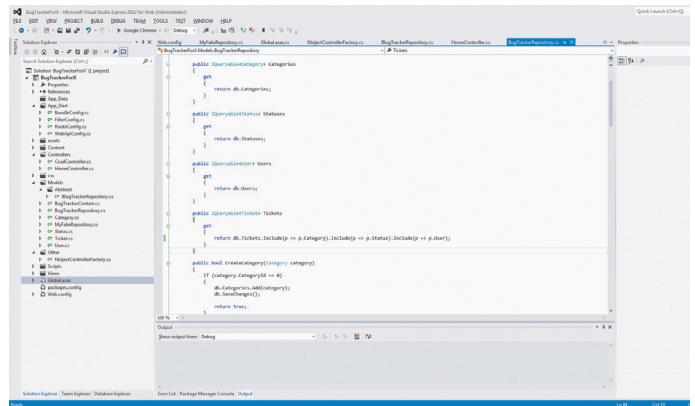 BugTrackerForX - Microsoft Visual Studio Express 2012 for Web (Administrator)
Quick Launch (Ctrl+Q)
FILE EDIT VIEW PROJECT BUILD DEBUG TEAM TOOLS TEST WINDOW HELP
Google Chrome Debug
Solution Explorer
Web.config MyFakeRepository.cs Global.asax NinjectControllerFactory.cs IBugTrackerRepository.cs HomeController.cs BugTrackerRepository.cs
Properties
BugTrackerForX.Models.BugTrackerRepository
Tickets
Search Solution Explorer (Ctrl+;)
Solution 'BugTrackerForX' (1 project)
BugTrackerForX
Properties
References
App_Data
App_Start
BundleConfig.cs
FilterConfig.cs
RouteConfig.cs
WebApiConfig.cs
assets
Content
Controllers
CrudController.cs
HomeController.cs
css
Models
Abstract
IBugTrackerRepository.cs
BugTrackerContext.cs
BugTrackerRepository.cs
Category.cs
MyFakeRepository.cs
Status.cs
Ticket.cs
User.cs
Other
NinjectControllerFactory.cs
Scripts
Views
Global.asax
packages.config
Web.config
public IQueryable<Category> Categories
{
get
{
return db.Categories;
}
}
public IQueryable<Status> Statuses
{
get
{
return db.Statuses;
}
}
public IQueryable<User> Users
{
get
{
return db.Users;
}
}
public IQueryable<Ticket> Tickets
{
get
{
return db.Tickets.Include(p => p.Category).Include(p => p.Status).Include(p => p.User);
}
}
public bool CreateCategory(Category category)
{
if (category.CategoryId == 0)
{
db.Categories.Add(category);
db.SaveChanges();
return true;
}
100 %
Output
Show output from: Debug
Solution Explorer Team Explorer Database Explorer
Error List Package Manager Console Output
Ready